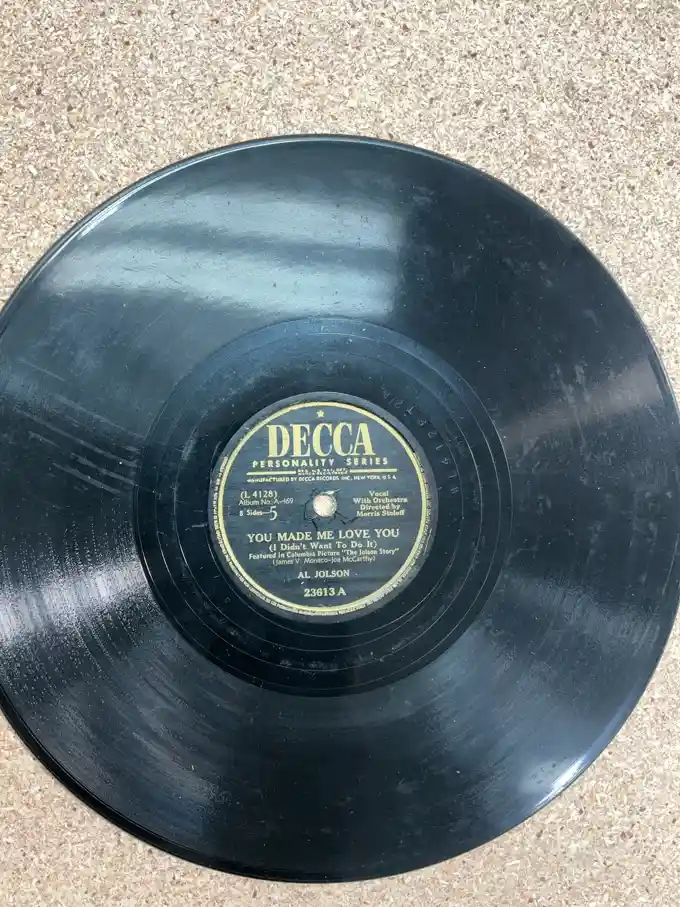 DECCA
PERSONALITY SERIES
MANUFACTURED BY DECCA RECORDS INC., NEW YORK, U S A
(L 4128)
Album No. A-469
8 Sides—5
Vocal
With Orchestra
Directed by
Morris Stoloff
YOU MADE ME LOVE YOU
(I Didn't Want To Do It)
Featured in Columbia Picture "The Jolson Story"
(James V. Monaco-Joe McCarthy)
AL JOLSON
23613 A